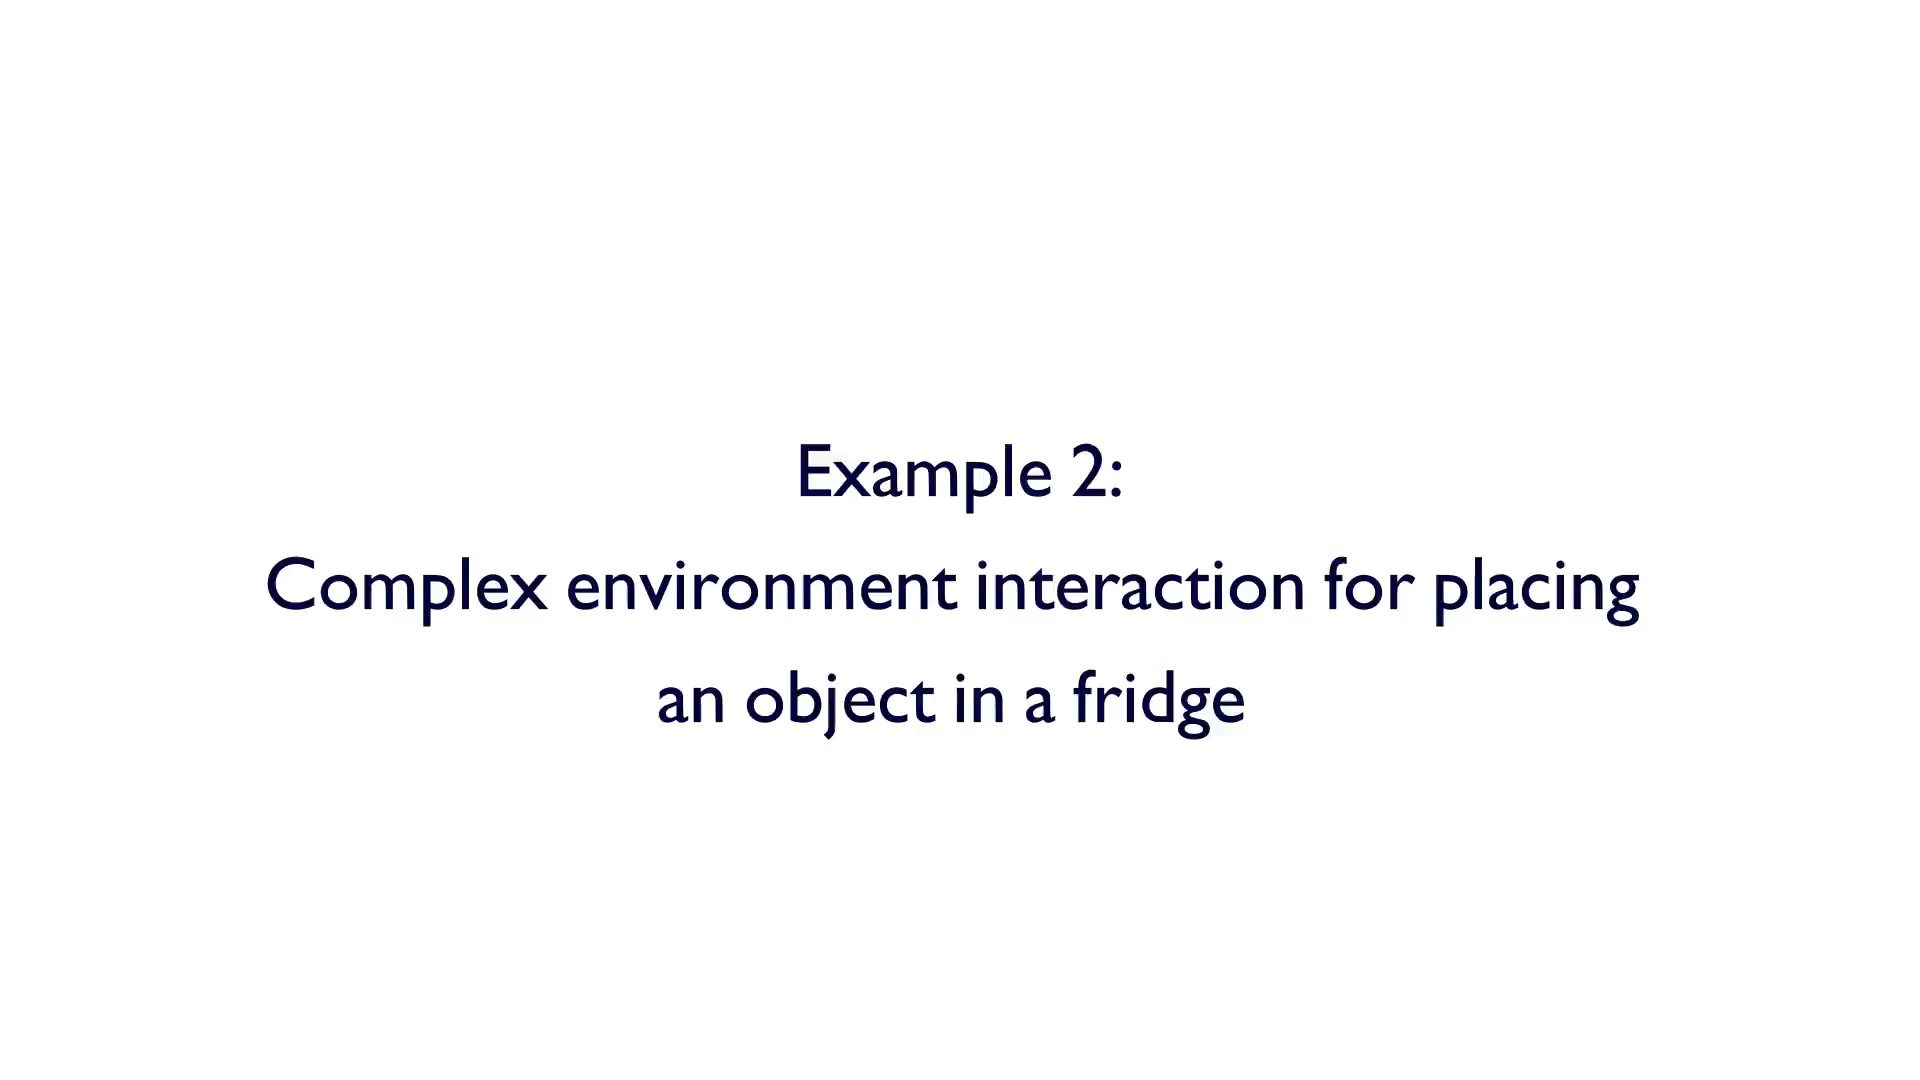 Example 2:
Complex environment interaction for placing
an object in a fridge